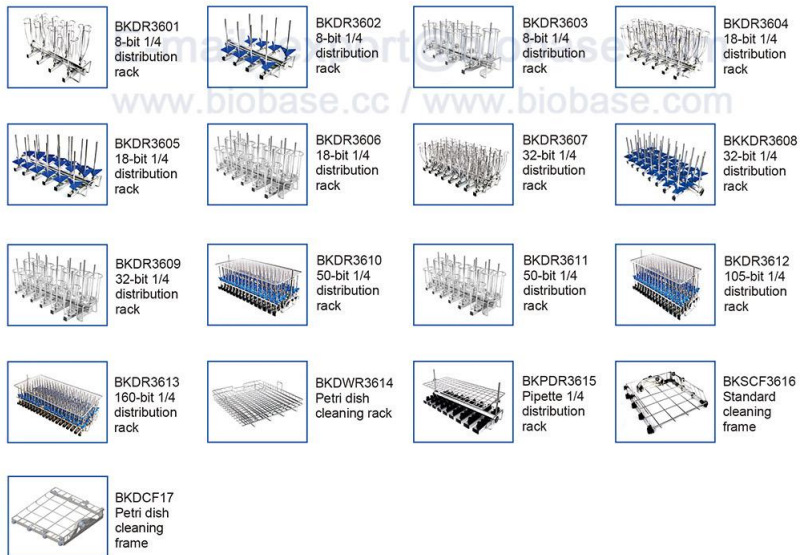 BKDR3601
8-bit 1/4
distribution
rack
BKDR3602
8-bit 1/4
distribution
rack
BKDR3603
8-bit 1/4
distribution
rack
BKDR3604
18-bit 1/4
distribution
rack
www.biobase.cc / www.biobase.com
BKDR3605
18-bit 1/4
distribution
rack
BKDR3606
18-bit 1/4
distribution
rack
BKDR3607
32-bit 1/4
distribution
rack
BKKDR3608
32-bit 1/4
distribution
rack
BKDR3609
32-bit 1/4
distribution
rack
BKDR3610
50-bit 1/4
distribution
rack
BKDR3611
50-bit 1/4
distribution
rack
BKDR3612
105-bit 1/4
distribution
rack
BKDR3613
160-bit 1/4
distribution
rack
BKDWR3614
Petri dish
cleaning rack
BKPDR3615
Pipette 1/4
distribution
rack
BKSCF3616
Standard
cleaning
frame
BKDCF17
Petri dish
cleaning
frame